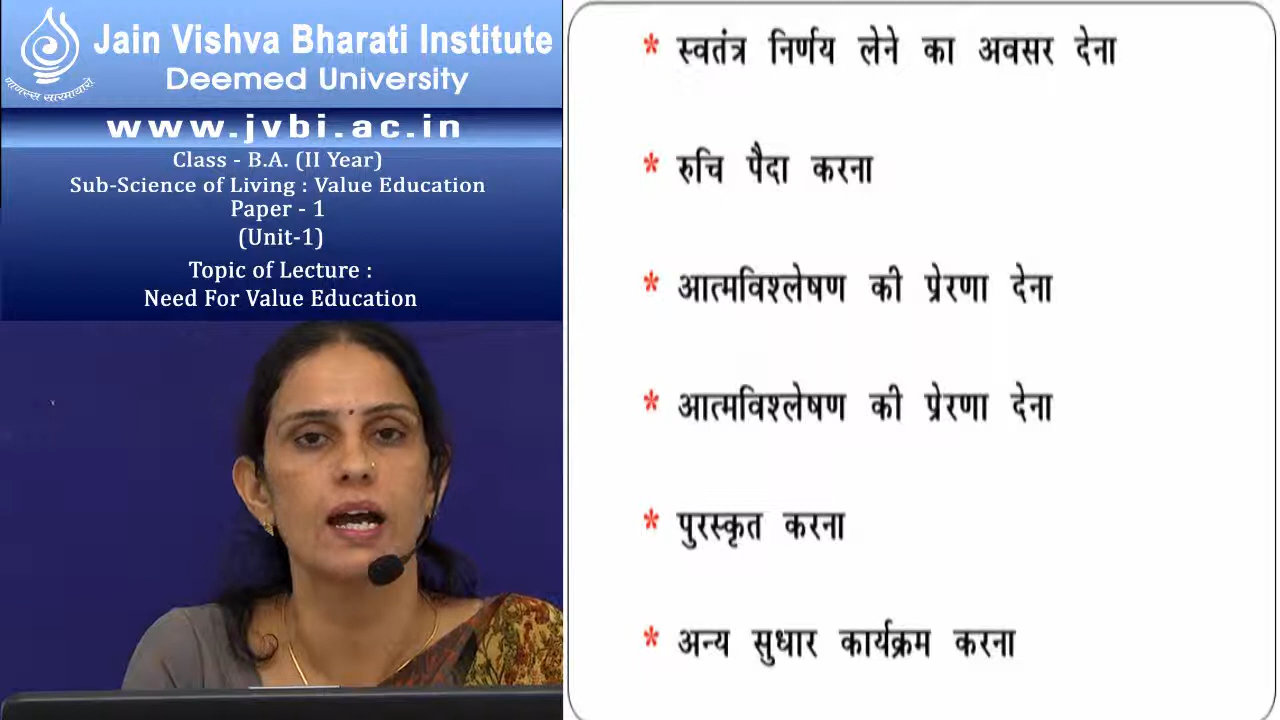 Jain Vishva Bharati Institute
Deemed University
णाणस्स सारमायारो
www.jvbi.ac.in
Class - B.A. (II Year)
Sub-Science of Living : Value Education
Paper - 1
(Unit-1)
Topic of Lecture :
Need For Value Education
* स्वतंत्र निर्णय लेने का अवसर देना
* रुचि पैदा करना
* आत्मविश्लेषण की प्रेरणा देना
* आत्मविश्लेषण की प्रेरणा देना
* पुरस्कृत करना
* अन्य सुधार कार्यक्रम करना